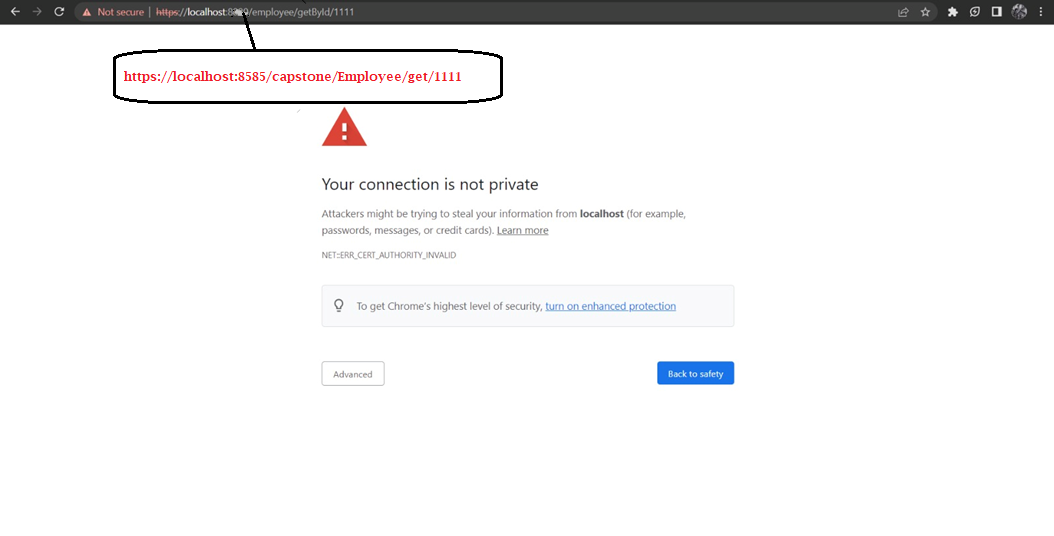 Not secure | https://localhost:8 /employee/getById/1111
https://localhost:8585/capstone/Employee/get/1111
Your connection is not private
Attackers might be trying to steal your information from localhost (for example,
passwords, messages, or credit cards). Learn more
NET::ERR_CERT_AUTHORITY_INVALID
To get Chrome's highest level of security, turn on enhanced protection
Advanced
Back to safety